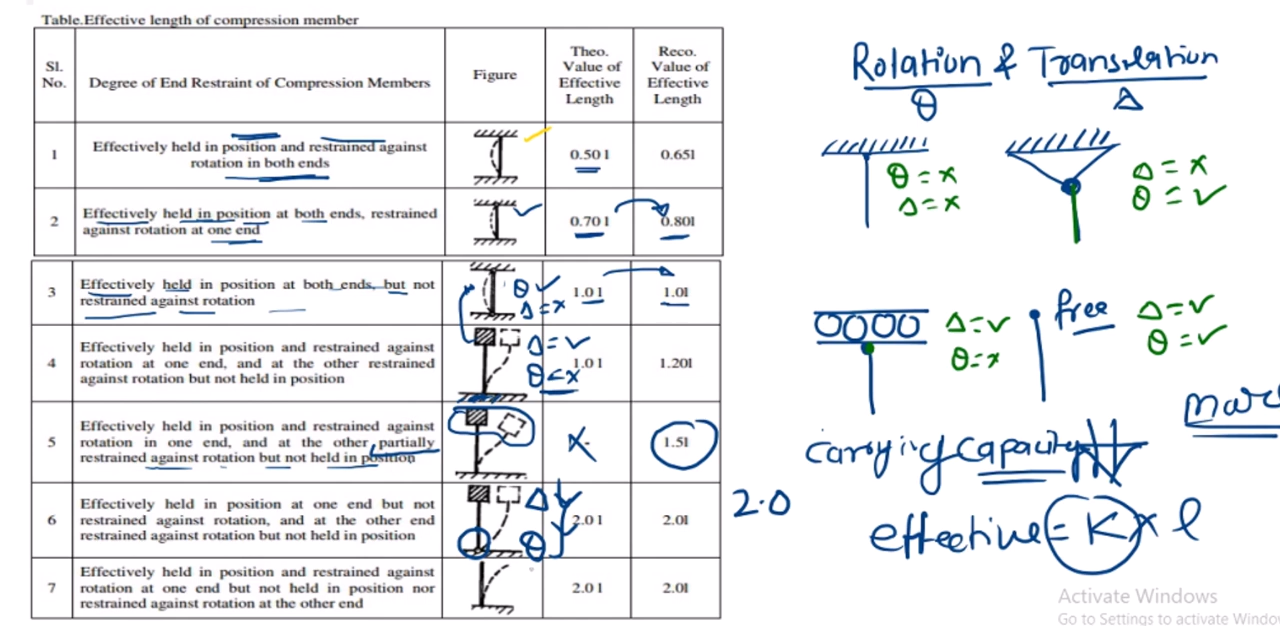 Table.Effective length of compression member
Sl. No.
Degree of End Restraint of Compression Members
Figure
Theo. Value of Effective Length
Reco. Value of Effective Length
1
Effectively held in position and restrained against
rotation in both ends
0.50 l
0.65l
2
Effectively held in position at both ends, restrained
against rotation at one end
0.70 l
0.80l
3
Effectively held in position at both ends, but not
restrained against rotation
θ ✓
Δ = x
1.0 l
1.0l
4
Effectively held in position and restrained against
rotation at one end, and at the other restrained
against rotation but not held in position
Δ = ✓
θ = x
1.0 l
1.20l
5
Effectively held in position and restrained against
rotation in one end, and at the other partially
restrained against rotation but not held in position
x
1.5l
6
Effectively held in position at one end but not
restrained against rotation, and at the other end
restrained against rotation but not held in position
Δ
θ
2.0 l
2.0l
7
Effectively held in position and restrained against
rotation at one end but not held in position nor
restrained against rotation at the other end
2.0 l
2.0l
Rotation & Translation
θ Δ
θ = x
Δ = x
Δ = x
θ = ✓
Δ = ✓
θ = x
free
Δ = ✓
θ = ✓
carrying capacity
2.0
effective = K x l
Activate Windows
Go to Settings to activate Windo